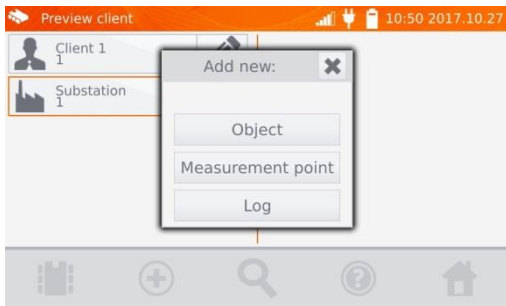 Preview client
10:50 2017.10.27
Client 1
1
Substation
1
Add new:
Object
Measurement point
Log